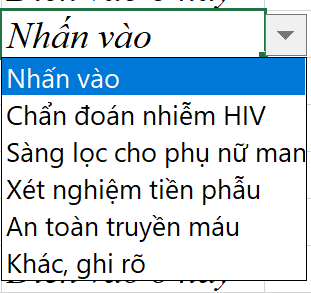 Nhấn vào
Nhấn vào
Chẩn đoán nhiễm HIV
Sàng lọc cho phụ nữ man
Xét nghiệm tiền phẫu
An toàn truyền máu
Khác, ghi rõ